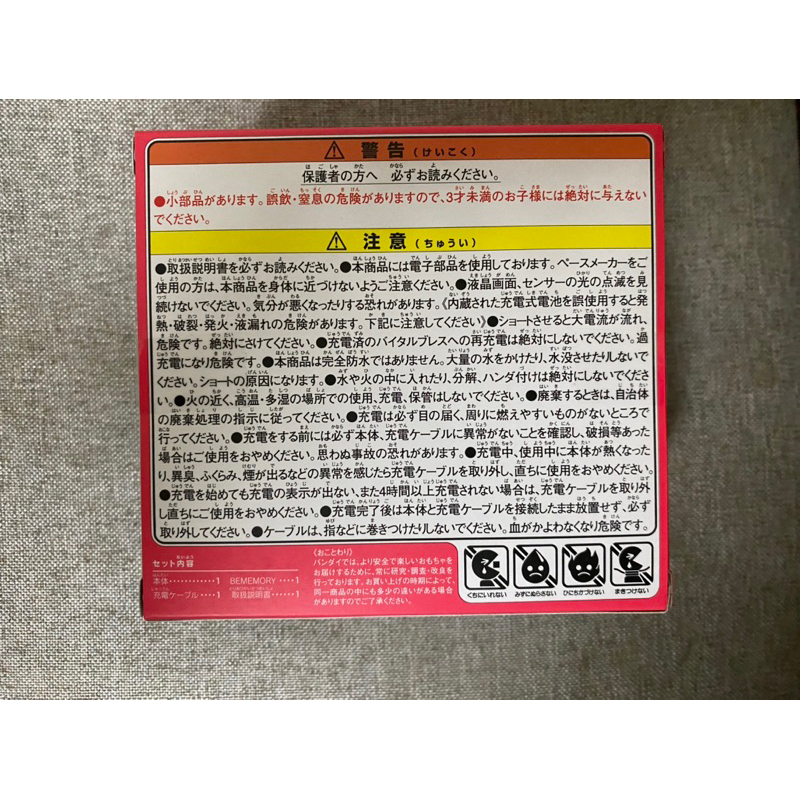 ⚠ 警告(けいこく)
保護者の方へ 必ずお読みください。
●小部品があります。誤飲・窒息の危険がありますので、3才未満のお子様には絶対に与えない
でください。
⚠ 注意(ちゅうい)
●取扱説明書を必ずお読みください。●本商品には電子部品を使用しております。ペースメーカーをご
使用の方は、本商品を身体に近づけないようご注意ください。●液晶画面、センサーの光の点滅を見
続けないでください。気分が悪くなったりする恐れがあります。《内蔵された充電式電池を誤使用すると発
熱・破裂・発火・液漏れの危険があります。下記に注意してください》●ショートさせると大電流が流れ、
危険です。絶対にさけてください。●充電済のバイタルブレスへの再充電は絶対にしないでください。過
充電になり危険です。●本商品は完全防水ではありません。大量の水をかけたり、水没させたりしないで
ください。ショートの原因になります。●水や火の中に入れたり、分解、ハンダ付けは絶対にしないでくださ
い。●火の近く、高温・多湿の場所での使用、充電、保管はしないでください。●廃棄するときは、自治体
の廃棄処理の指示に従ってください。●充電は必ず目の届く、周りに燃えやすいものがないところで
行ってください。●充電をする前には必ず本体、充電ケーブルに異常がないことを確認し、破損等あった
場合はご使用をおやめください。思わぬ事故の恐れがあります。●充電中、使用中に本体が熱くなった
り、異臭、ふくらみ、煙が出るなどの異常を感じたら充電ケーブルを取り外し、直ちに使用をおやめください。
●充電を始めても充電の表示が出ない、また4時間以上充電されない場合は、充電ケーブルを取り外
し直ちにご使用をおやめください。●充電完了後は本体と充電ケーブルを接続したまま放置せず、必ず
取り外してください。●ケーブルは、指などに巻きつけたりしないでください。血がかよわなくなり危険です。
セット内容
本体…………1 BEMEMORY…1
充電ケーブル……1 取扱説明書……1
《おことわり》
バンダイでは、より安全で楽しいおもちゃを
お届けするために、常に研究・調査・改良を
行っております。お買い上げの時期によって、
同一商品の中にも多少の違いがある場合
がありますのでご了承ください。
くちにいれない みずにぬらさない ひにちかづけない まきつけない